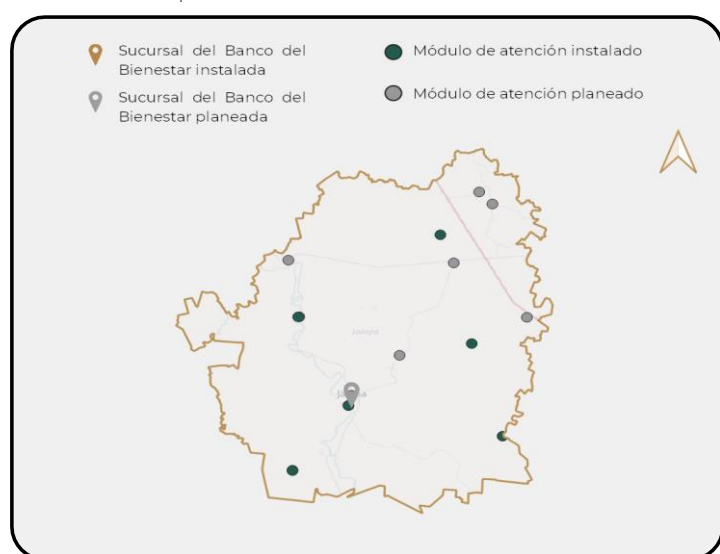 Sucursal del Banco del
Bienestar instalada
Sucursal del Banco del
Bienestar planeada
Módulo de atención instalado
Módulo de atención planeado
Jalapa